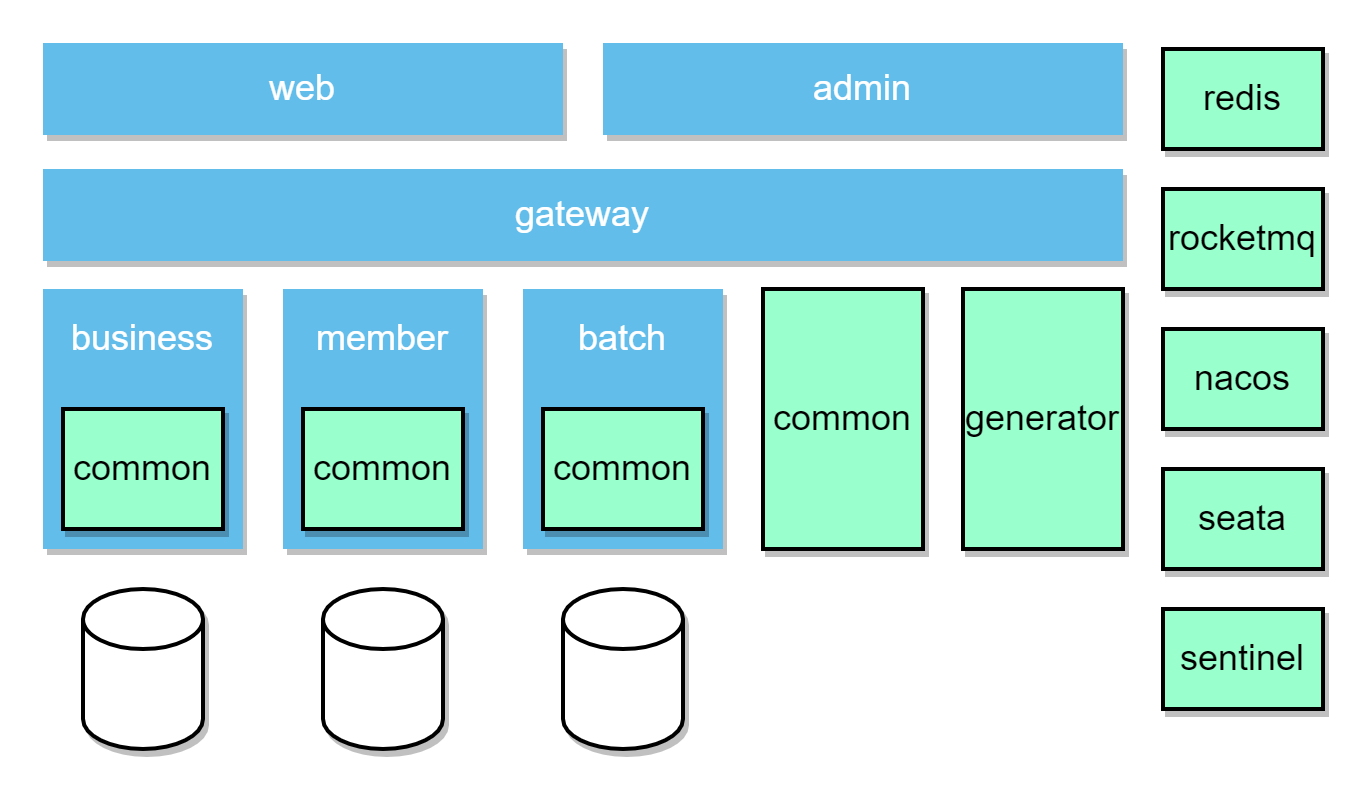 web
admin
redis
gateway
rocketmq
business
member
batch
common
generator
nacos
common
common
common
seata
sentinel